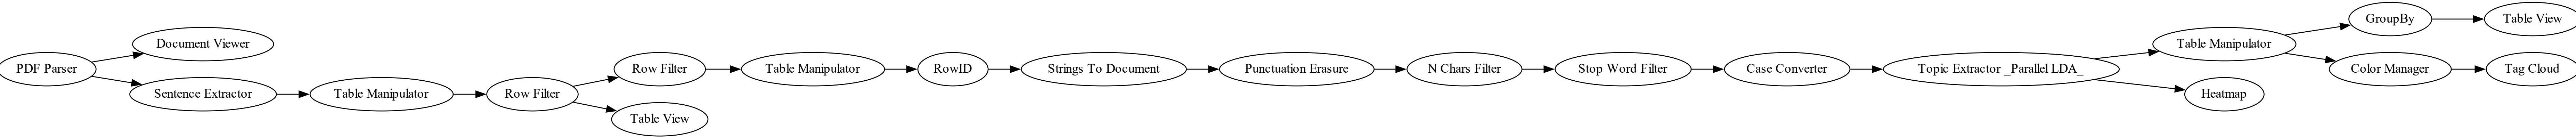 PDF Parser
Document Viewer
Sentence Extractor
Table Manipulator
Row Filter
Row Filter
Table View
Table Manipulator
RowID
Strings To Document
Punctuation Erasure
N Chars Filter
Stop Word Filter
Case Converter
Topic Extractor _Parallel LDA_
Table Manipulator
Heatmap
GroupBy
Color Manager
Table View
Tag Cloud